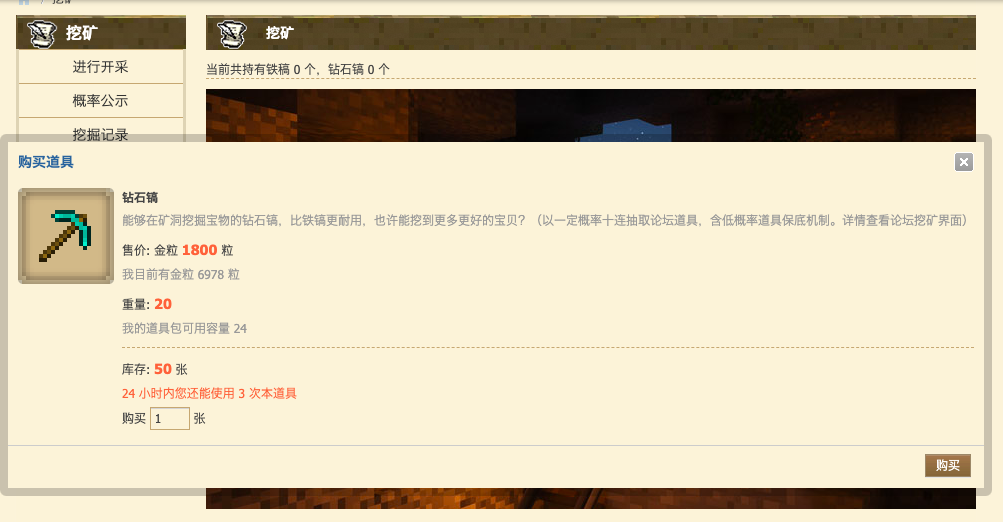 挖矿
挖矿
挖矿
当前共持有铁稿 0 个，钻石镐 0 个
进行开采
概率公示
挖掘记录
购买道具
钻石镐
能够在矿洞挖掘宝物的钻石镐，比铁镐更耐用，也许能挖到更多更好的宝贝？（以一定概率十连抽取论坛道具，含低概率道具保底机制。详情查看论坛挖矿界面）
售价: 金粒 1800 粒
我目前有金粒 6978 粒
重量: 20
我的道具包可用容量 24
库存: 50 张
24 小时内您还能使用 3 次本道具
购买 1 张
购买